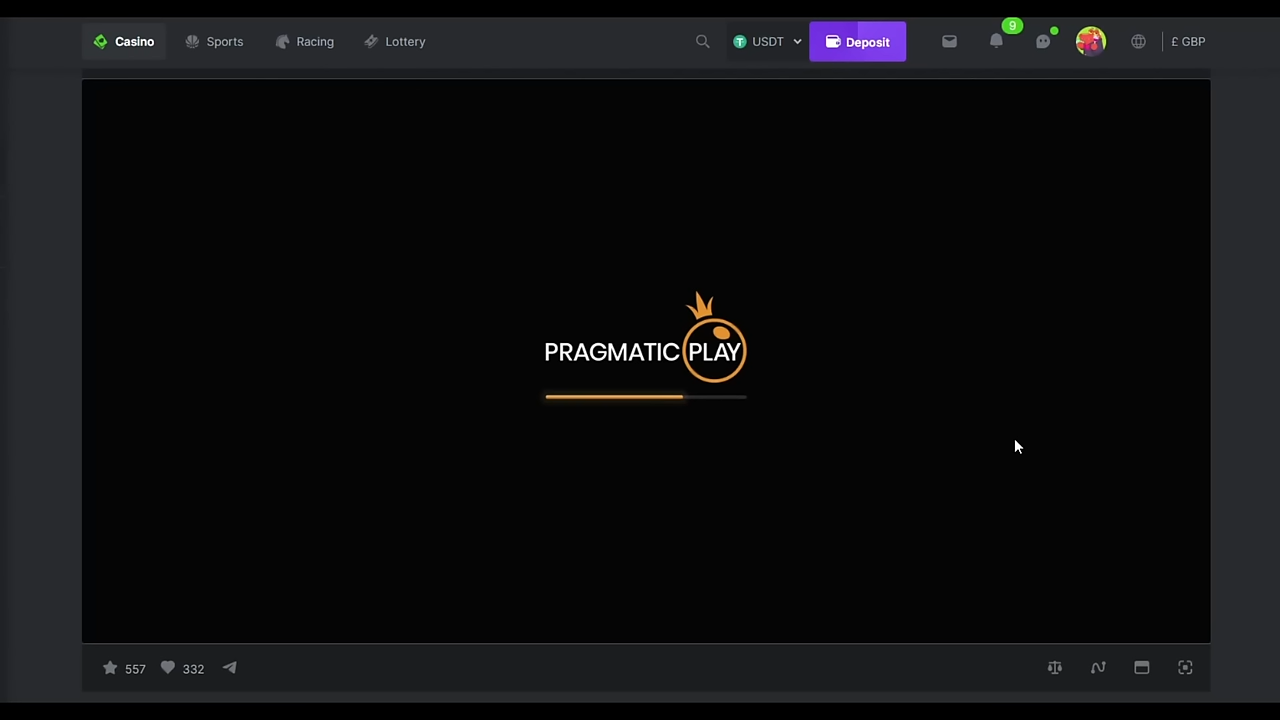 Casino Sports Racing Lottery USDT Deposit 9 £ GBP
PRAGMATIC PLAY
557 332